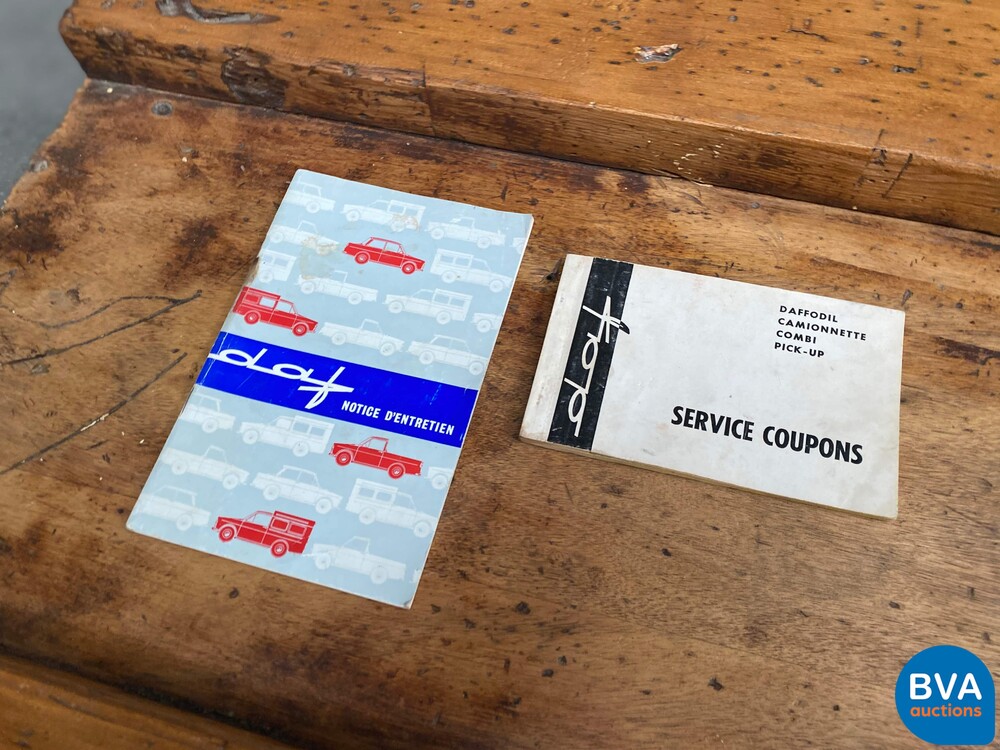 daf
NOTICE D'ENTRETIEN
daf
DAFFODIL
CAMIONNETTE
COMBI
PICK-UP
SERVICE COUPONS
BVA
auctions